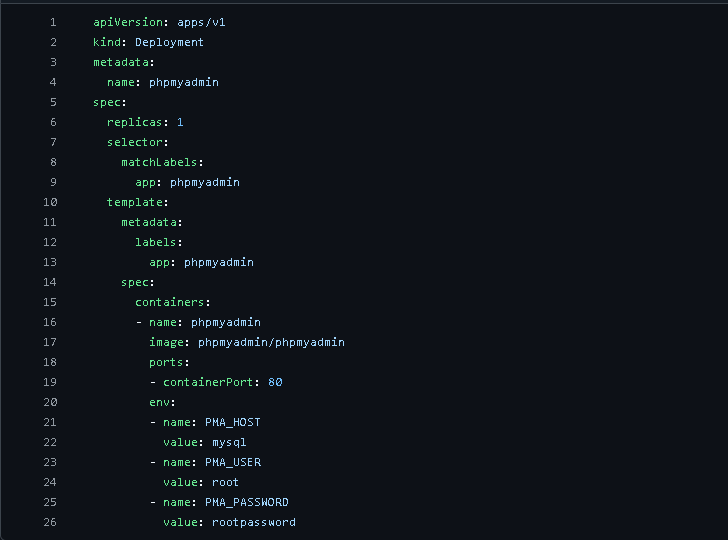 1 apiVersion: apps/v1
2 kind: Deployment
3 metadata:
4   name: phpmyadmin
5 spec:
6   replicas: 1
7   selector:
8     matchLabels:
9       app: phpmyadmin
10   template:
11     metadata:
12       labels:
13         app: phpmyadmin
14     spec:
15       containers:
16       - name: phpmyadmin
17         image: phpmyadmin/phpmyadmin
18         ports:
19         - containerPort: 80
20         env:
21         - name: PMA_HOST
22           value: mysql
23         - name: PMA_USER
24           value: root
25         - name: PMA_PASSWORD
26           value: rootpassword